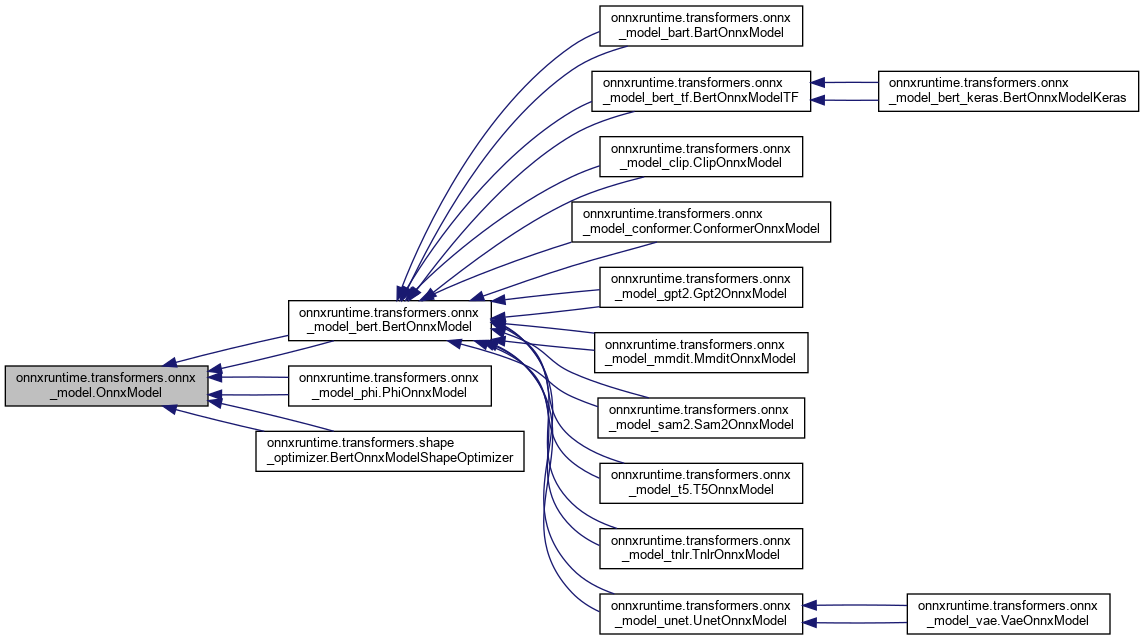 onnxruntime.transformers.onnx
_model.OnnxModel
onnxruntime.transformers.onnx
_model_bert.BertOnnxModel
onnxruntime.transformers.onnx
_model_phi.PhiOnnxModel
onnxruntime.transformers.shape
_optimizer.BertOnnxModelShapeOptimizer
onnxruntime.transformers.onnx
_model_bart.BartOnnxModel
onnxruntime.transformers.onnx
_model_bert_tf.BertOnnxModelTF
onnxruntime.transformers.onnx
_model_bert_keras.BertOnnxModelKeras
onnxruntime.transformers.onnx
_model_clip.ClipOnnxModel
onnxruntime.transformers.onnx
_model_conformer.ConformerOnnxModel
onnxruntime.transformers.onnx
_model_gpt2.Gpt2OnnxModel
onnxruntime.transformers.onnx
_model_mmdit.MmditOnnxModel
onnxruntime.transformers.onnx
_model_sam2.Sam2OnnxModel
onnxruntime.transformers.onnx
_model_t5.T5OnnxModel
onnxruntime.transformers.onnx
_model_tnlr.TnlrOnnxModel
onnxruntime.transformers.onnx
_model_unet.UnetOnnxModel
onnxruntime.transformers.onnx
_model_vae.VaeOnnxModel